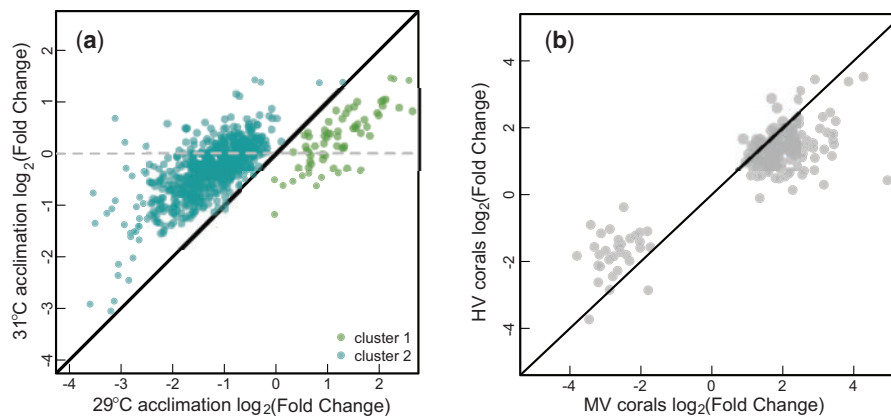 (a)
31°C acclimation log2(Fold Change)
2
1
0
-1
-2
-3
-4
cluster 1
cluster 2
-4 -3 -2 -1 0 1 2
29°C acclimation log2(Fold Change)
(b)
HV corals log2(Fold Change)
4
2
0
-2
-4
-4 -2 0 2 4
MV corals log2(Fold Change)